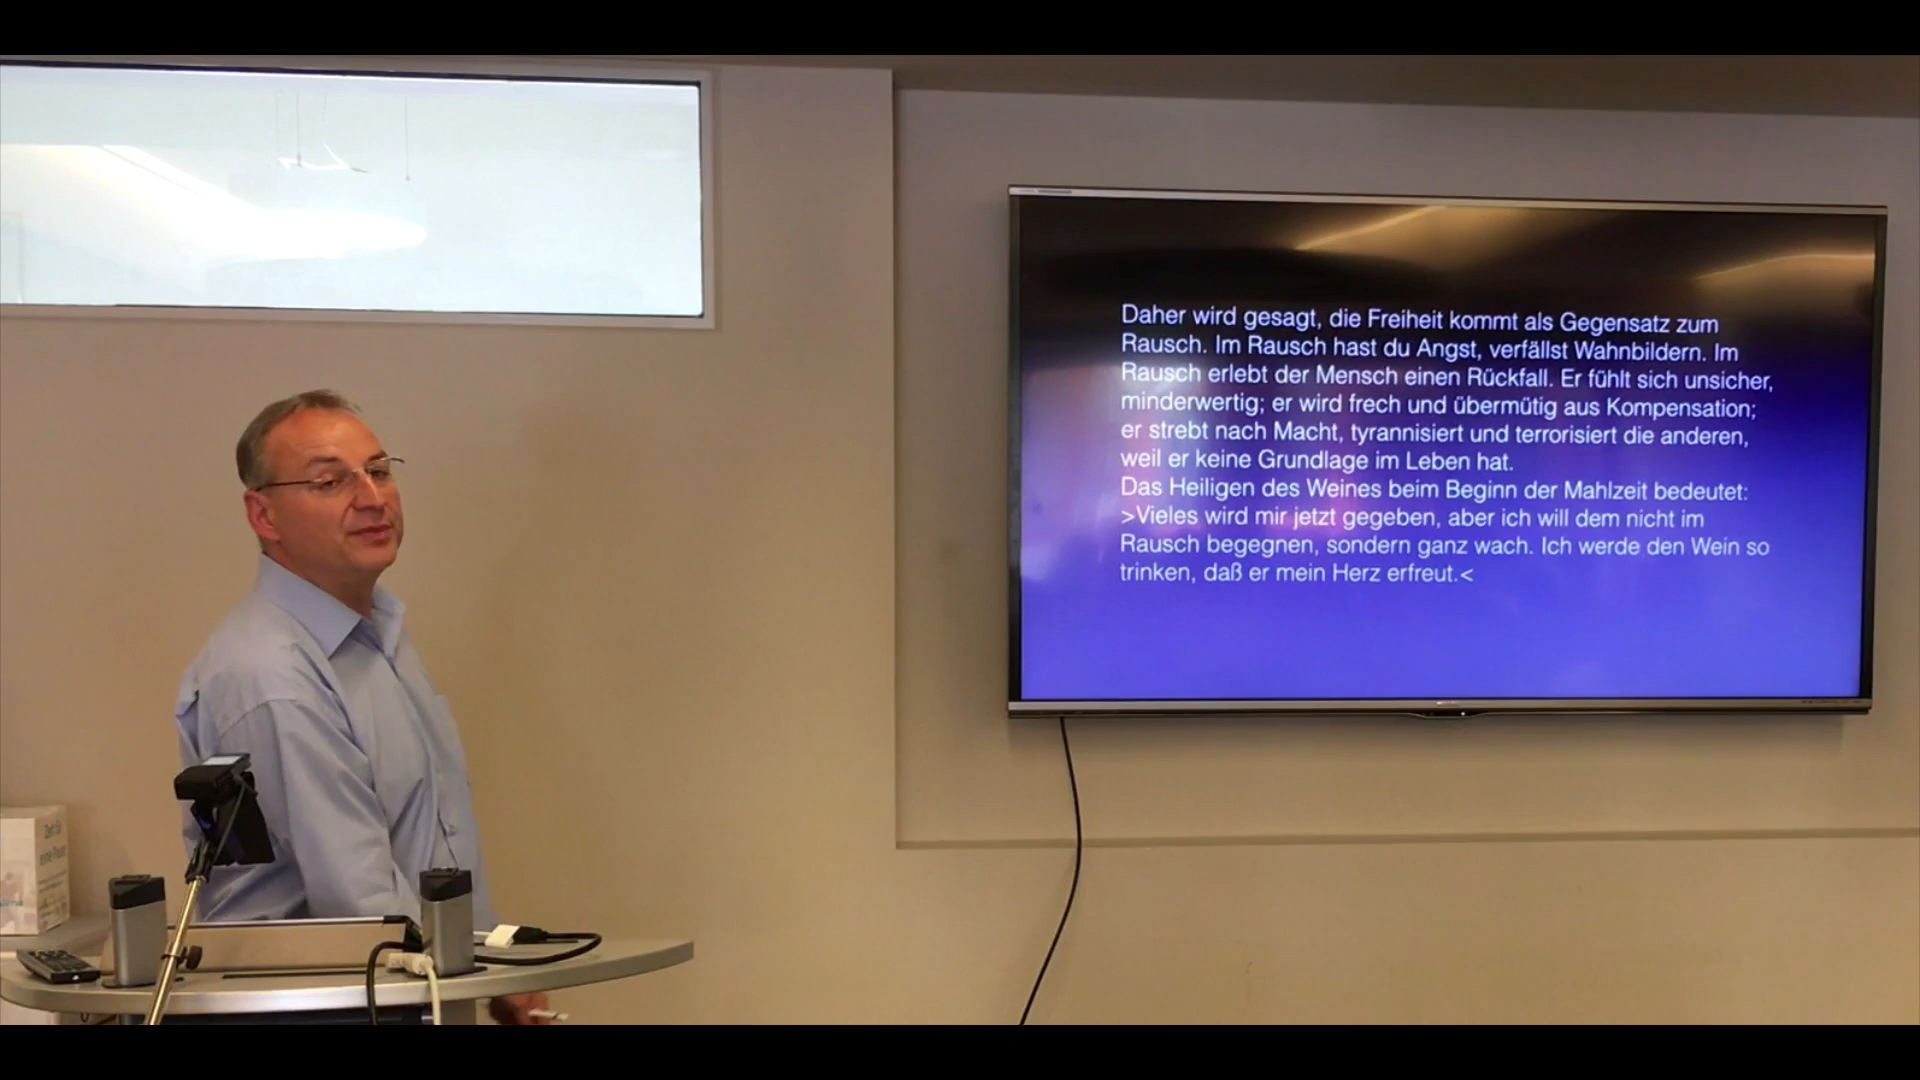 Daher wird gesagt, die Freiheit kommt als Gegensatz zum
Rausch. Im Rausch hast du Angst, verfällst Wahnbildern. Im
Rausch erlebt der Mensch einen Rückfall. Er fühlt sich unsicher,
minderwertig; er wird frech und übermütig aus Kompensation;
er strebt nach Macht, tyrannisiert und terrorisiert die anderen,
weil er keine Grundlage im Leben hat.
Das Heiligen des Weines beim Beginn der Mahlzeit bedeutet:
>Vieles wird mir jetzt gegeben, aber ich will dem nicht im
Rausch begegnen, sondern ganz wach. Ich werde den Wein so
trinken, daß er mein Herz erfreut.<
Zeit für
eine Pause